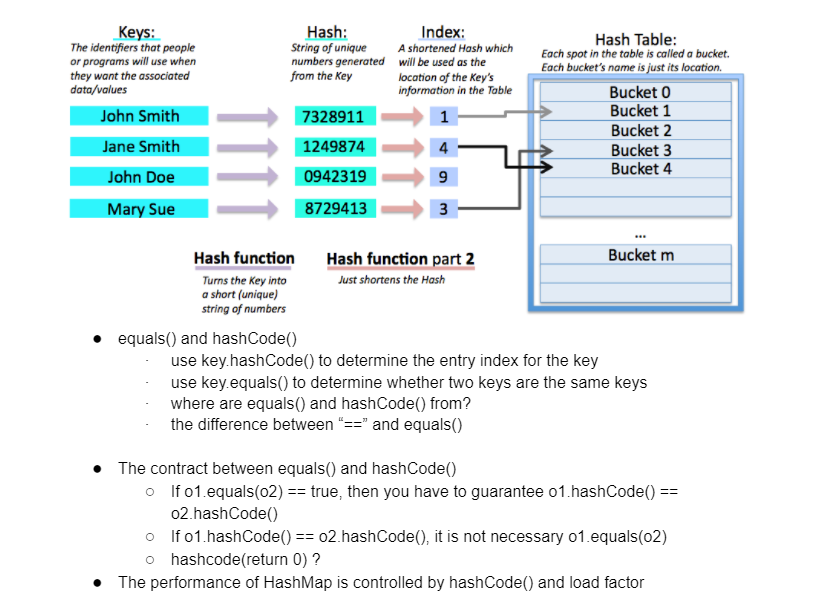 Keys:
The identifiers that people
or programs will use when
they want the associated
data/values
Hash:
String of unique
numbers generated
from the Key
Index:
A shortened Hash which
will be used as the
location of the Key's
information in the Table
Hash Table:
Each spot in the table is called a bucket.
Each bucket's name is just its location.
John Smith 7328911 1
Jane Smith 1249874 4
John Doe 0942319 9
Mary Sue 8729413 3
Bucket 0
Bucket 1
Bucket 2
Bucket 3
Bucket 4
...
Bucket m
Hash function
Turns the Key into
a short (unique)
string of numbers
Hash function part 2
Just shortens the Hash
● equals() and hashCode()
· use key.hashCode() to determine the entry index for the key
· use key.equals() to determine whether two keys are the same keys
· where are equals() and hashCode() from?
· the difference between “==” and equals()
● The contract between equals() and hashCode()
○ If o1.equals(o2) == true, then you have to guarantee o1.hashCode() ==
o2.hashCode()
○ If o1.hashCode() == o2.hashCode(), it is not necessary o1.equals(o2)
○ hashcode(return 0) ?
● The performance of HashMap is controlled by hashCode() and load factor